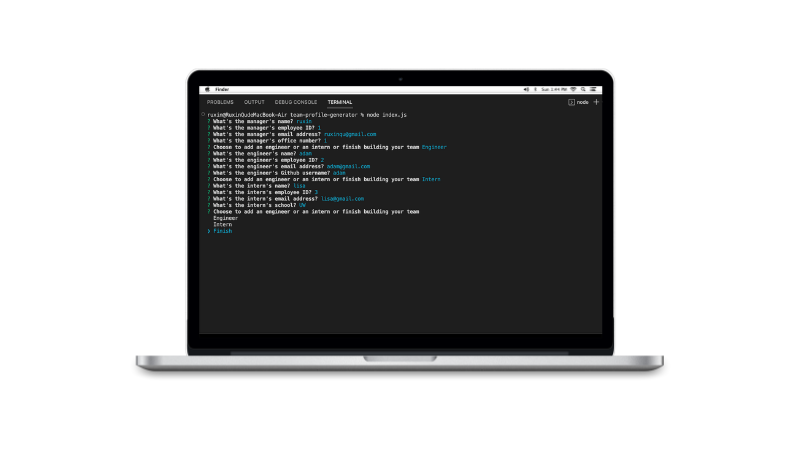 Finder
Sun 1:44 PM
PROBLEMS OUTPUT DEBUG CONSOLE TERMINAL
node
ruxin@RuxinQudeMacBook-Air team-profile-generator % node index.js
? What's the manager's name? ruxin
? What's the manager's employee ID? 1
? What's the manager's email address? ruxinqu@gmail.com
? What's the manager's office number? 1
? Choose to add an engineer or an intern or finish building your team Engineer
? What's the engineer's name? adam
? What's the engineer's employee ID? 2
? What's the engineer's email address? adam@gmail.com
? What's the engineer's Github username? adam
? Choose to add an engineer or an intern or finish building your team Intern
? What's the intern's name? lisa
? What's the intern's employee ID? 3
? What's the intern's email address? lisa@gmail.com
? What's the intern's school? UW
? Choose to add an engineer or an intern or finish building your team
Engineer
Intern
❯ Finish